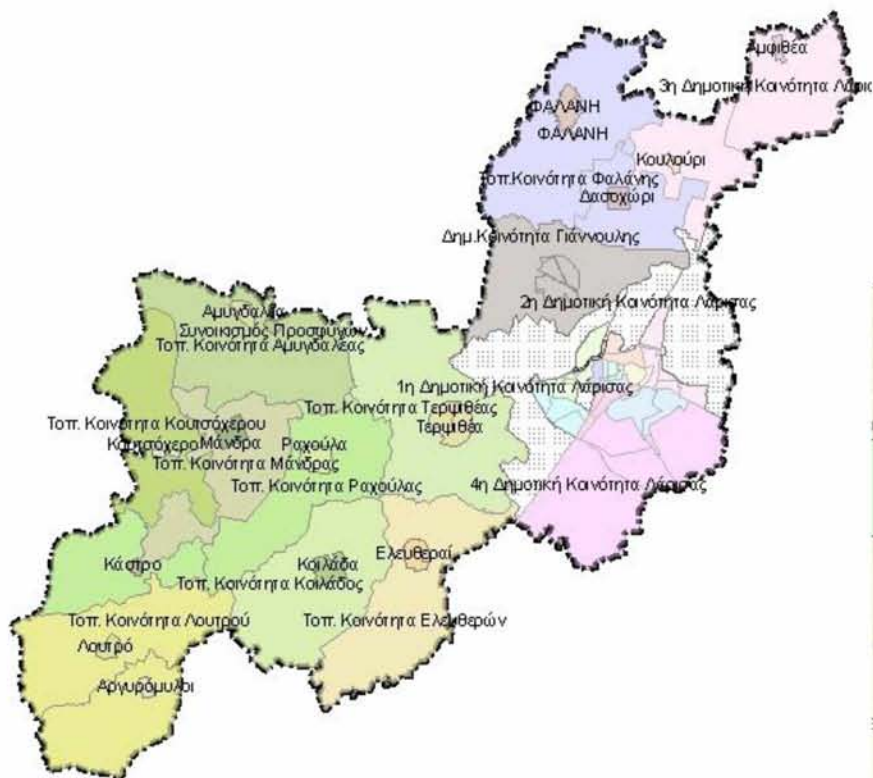 Αμφιθέα
3η Δημοτική Κοινότητα Λάρισ
ΦΑΛΑΝΗ
ΦΑΛΑΝΗ
Κουλούρι
Τοπ.Κοινότητα Φαλάνης
Δασοχώρι
Δημ.Κοινότητα Γιάννουλης
2η Δημοτική Κοινότητα Λάρισας
Αμυγδαλέα
Συνοικισμός Προσφύγων
Τοπ. Κοινότητα Αμυγδαλέας
1η Δημοτική Κοινότητα Λάρισας
Τοπ. Κοινότητα Τερψιθέας
Τερψιθέα
Τοπ. Κοινότητα Κουτσόχερου
Κουτσόχερο
Μάνδρα
Ραχούλα
Τοπ. Κοινότητα Μάνδρας
Τοπ. Κοινότητα Ραχούλας
4η Δημοτική Κοινότητα Λάρισας
Κάστρο
Κοιλάδα
Ελευθεραί
Τοπ. Κοινότητα Κοιλάδος
Τοπ. Κοινότητα Λουτρού
Τοπ. Κοινότητα Ελευθερών
Λουτρό
Αργυρόμυλοι